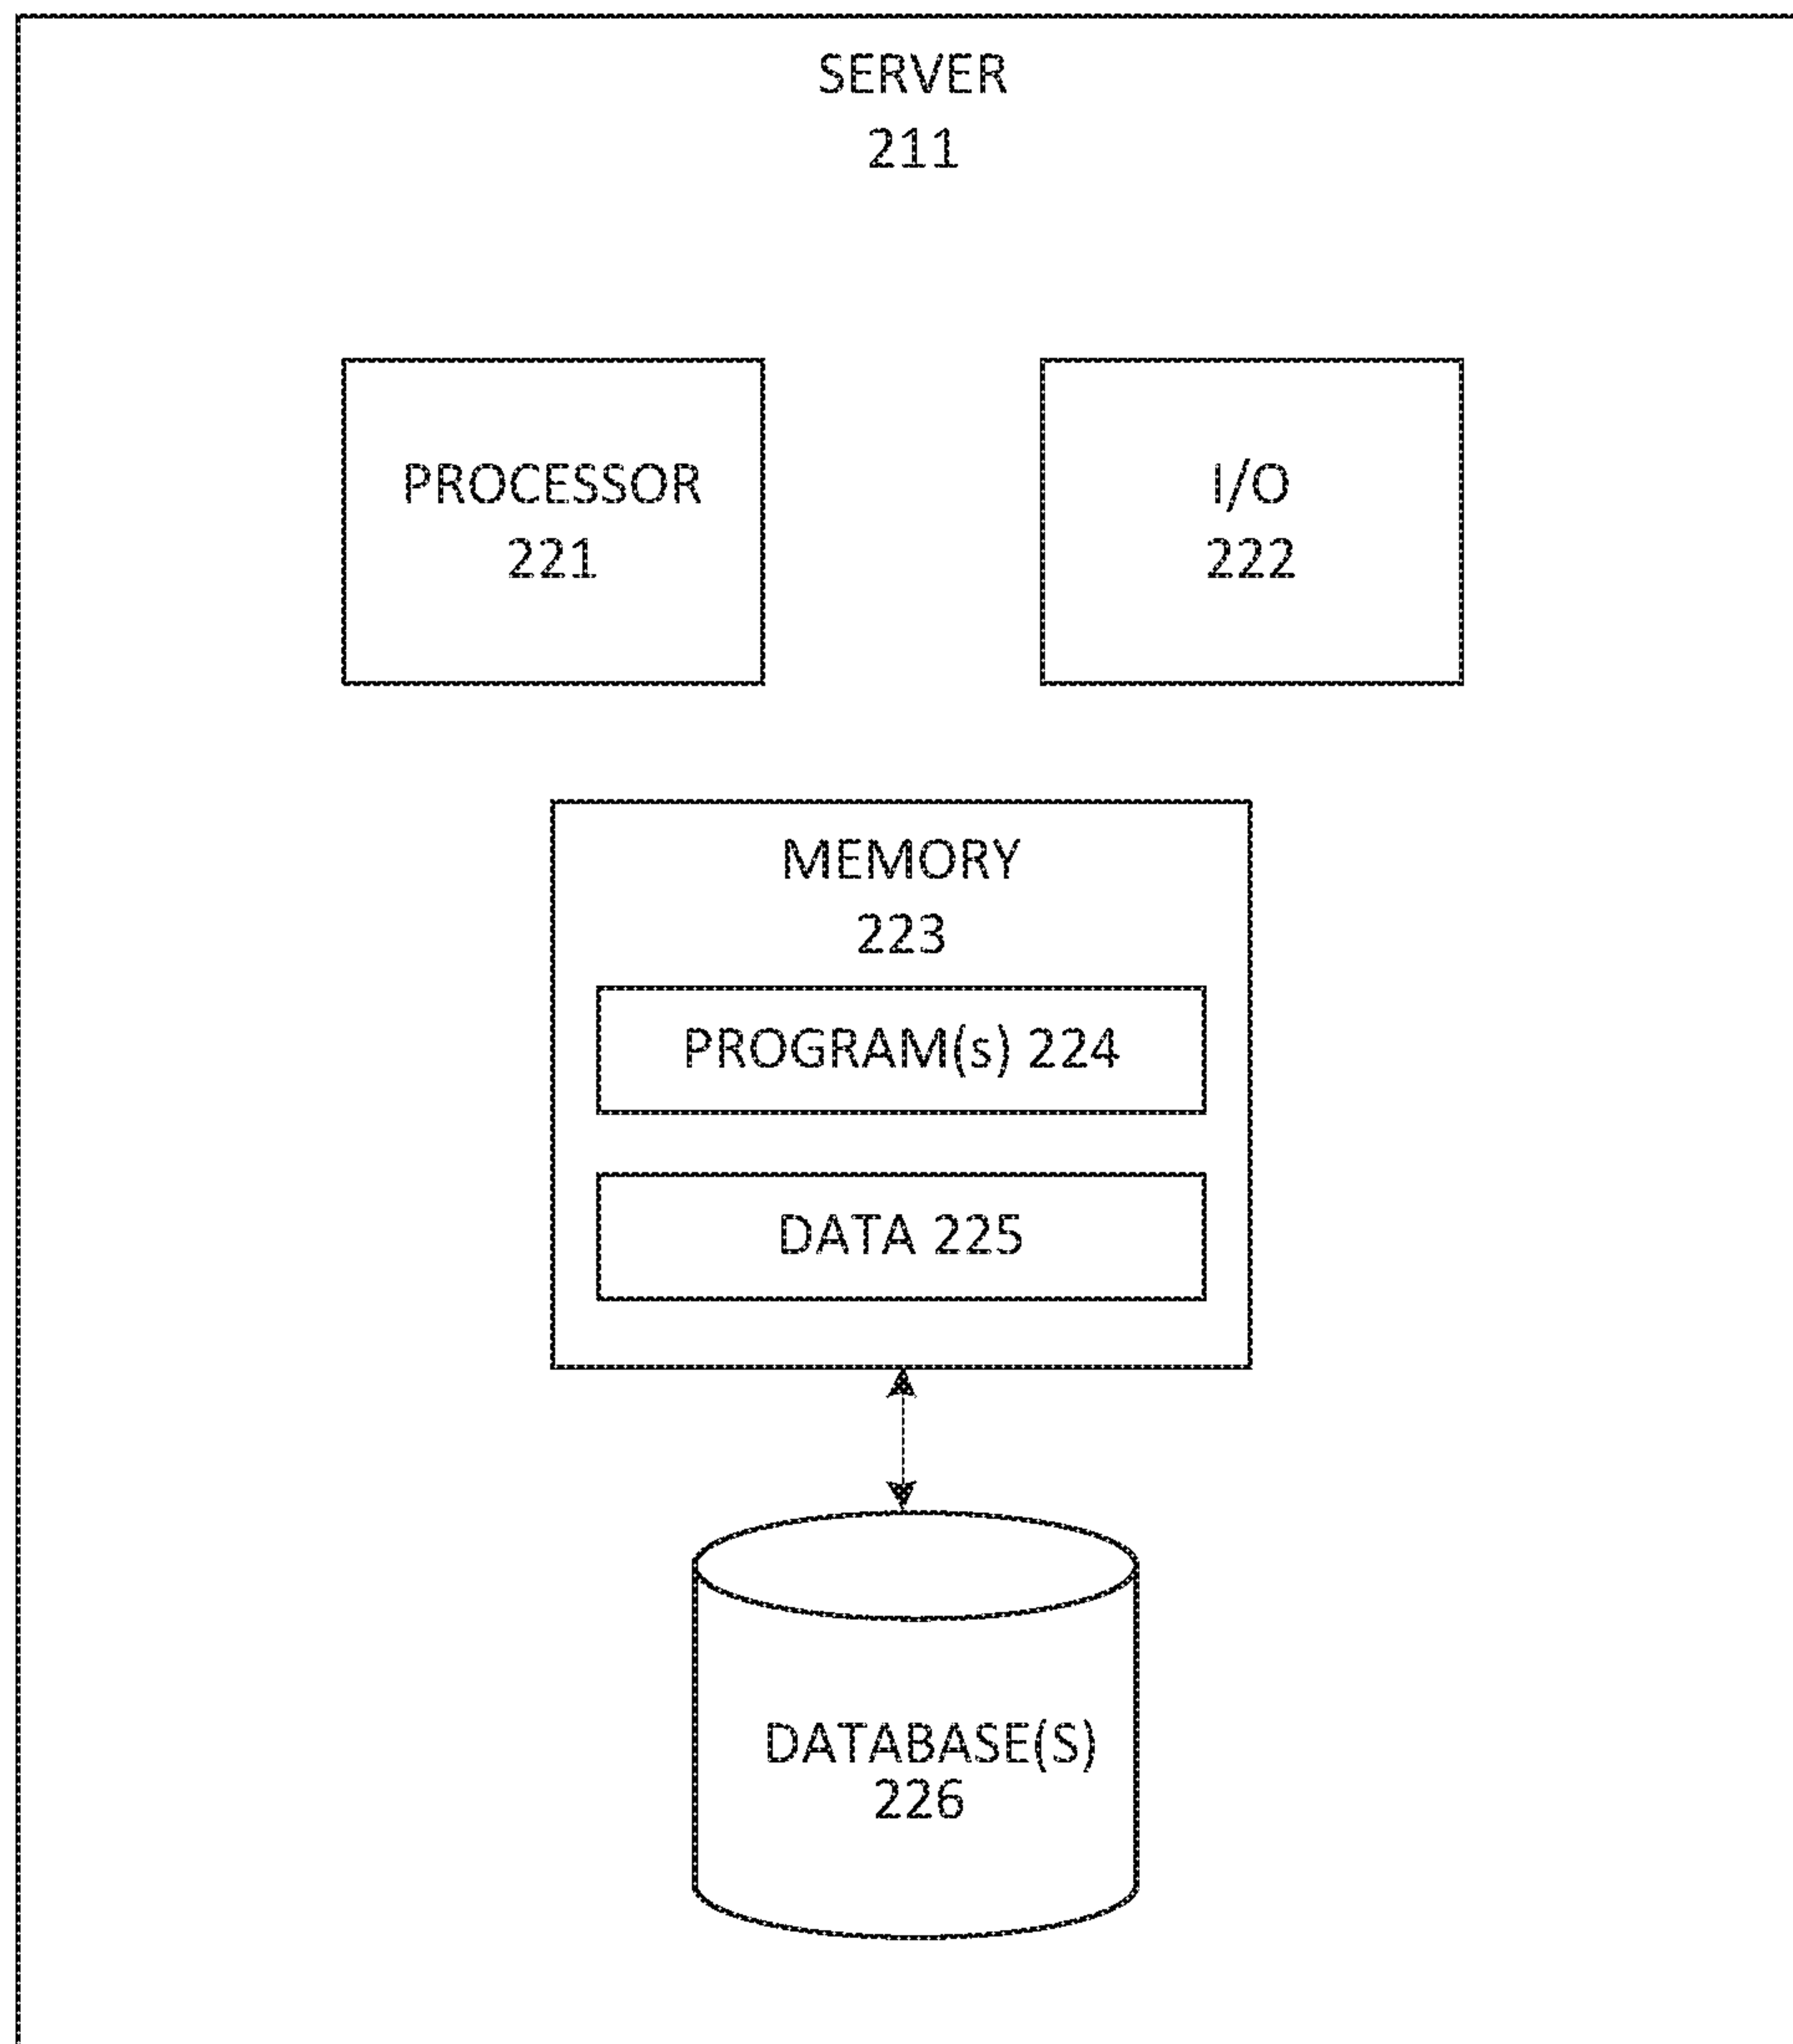 SERVER
211
PROCESSOR
221
I/O
222
MEMORY
223
PROGRAM(s) 224
DATA 225
DATABASE(S)
226